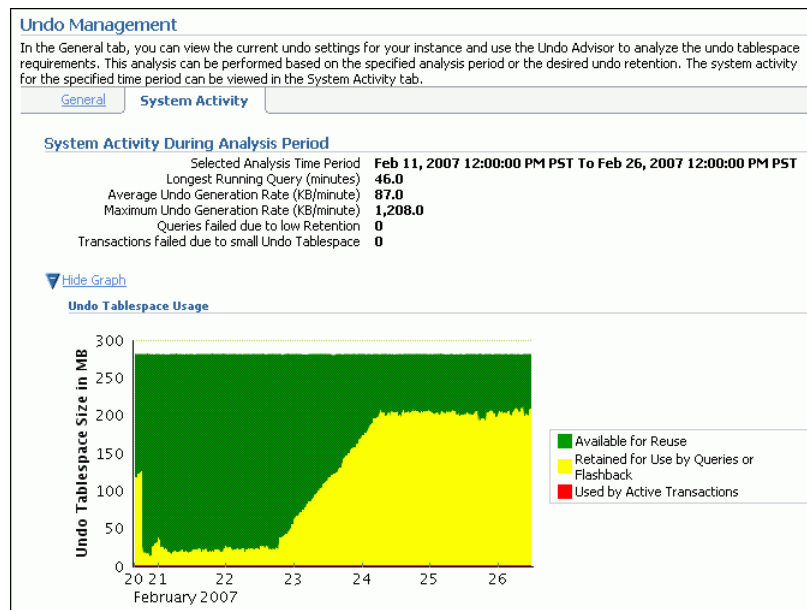 Undo Management
In the General tab, you can view the current undo settings for your instance and use the Undo Advisor to analyze the undo tablespace
requirements. This analysis can be performed based on the specified analysis period or the desired undo retention. The system activity
for the specified time period can be viewed in the System Activity tab.
General System Activity
System Activity During Analysis Period
Selected Analysis Time Period Feb 11, 2007 12:00:00 PM PST To Feb 26, 2007 12:00:00 PM PST
Longest Running Query (minutes) 46.0
Average Undo Generation Rate (KB/minute) 87.0
Maximum Undo Generation Rate (KB/minute) 1,208.0
Queries failed due to low Retention 0
Transactions failed due to small Undo Tablespace 0
Hide Graph
Undo Tablespace Usage
Undo Tablespace Size in MB
300
250
200
150
100
50
0
20 21 22 23 24 25 26
February 2007
Available for Reuse
Retained for Use by Queries or
Flashback
Used by Active Transactions